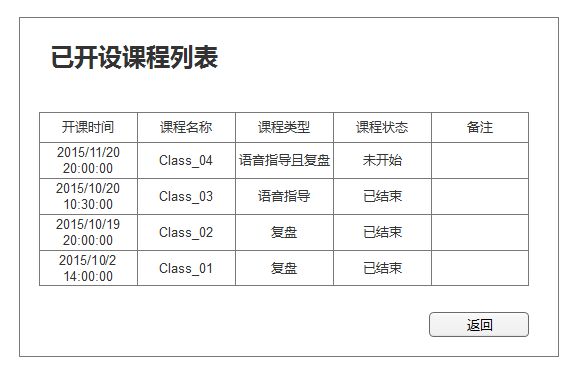 已开设课程列表
开课时间 课程名称 课程类型 课程状态 备注
2015/11/20
20:00:00 Class_04 语音指导且复盘 未开始
2015/10/20
10:30:00 Class_03 语音指导 已结束
2015/10/19
20:00:00 Class_02 复盘 已结束
2015/10/2
14:00:00 Class_01 复盘 已结束
返回